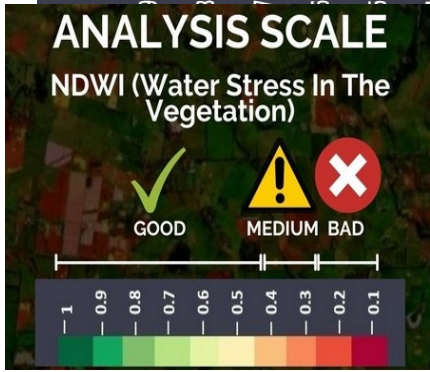 ANALYSIS SCALE
NDWI (Water Stress In The
Vegetation)
GOOD
MEDIUM BAD
1
0.9
0.8
0.7
0.6
0.5
0.4
0.3
0.2
0.1